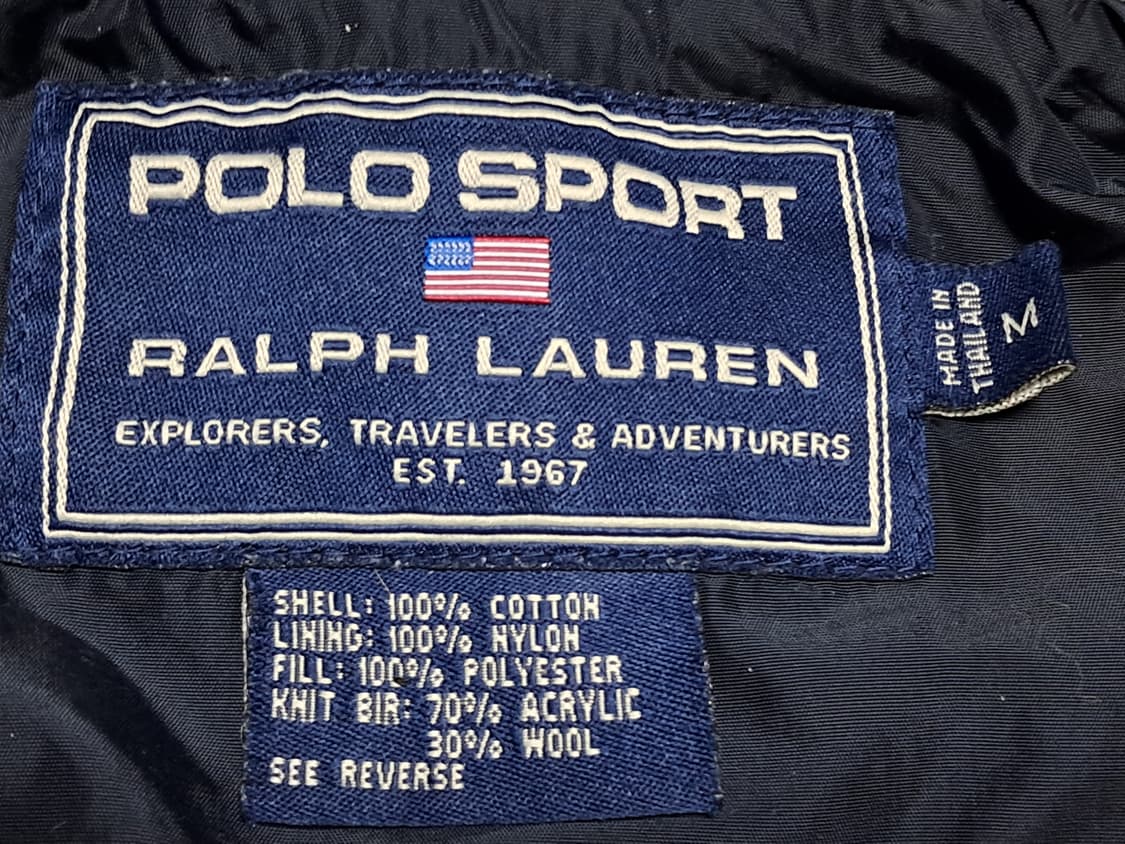 POLO SPORT
RALPH LAUREN
EXPLORERS, TRAVELERS & ADVENTURERS
EST. 1967
MADE IN
THAILAND
M
SHELL: 100% COTTON
LINING: 100% NYLON
FILL: 100% POLYESTER
KNIT BIR: 70% ACRYLIC
30% WOOL
SEE REVERSE